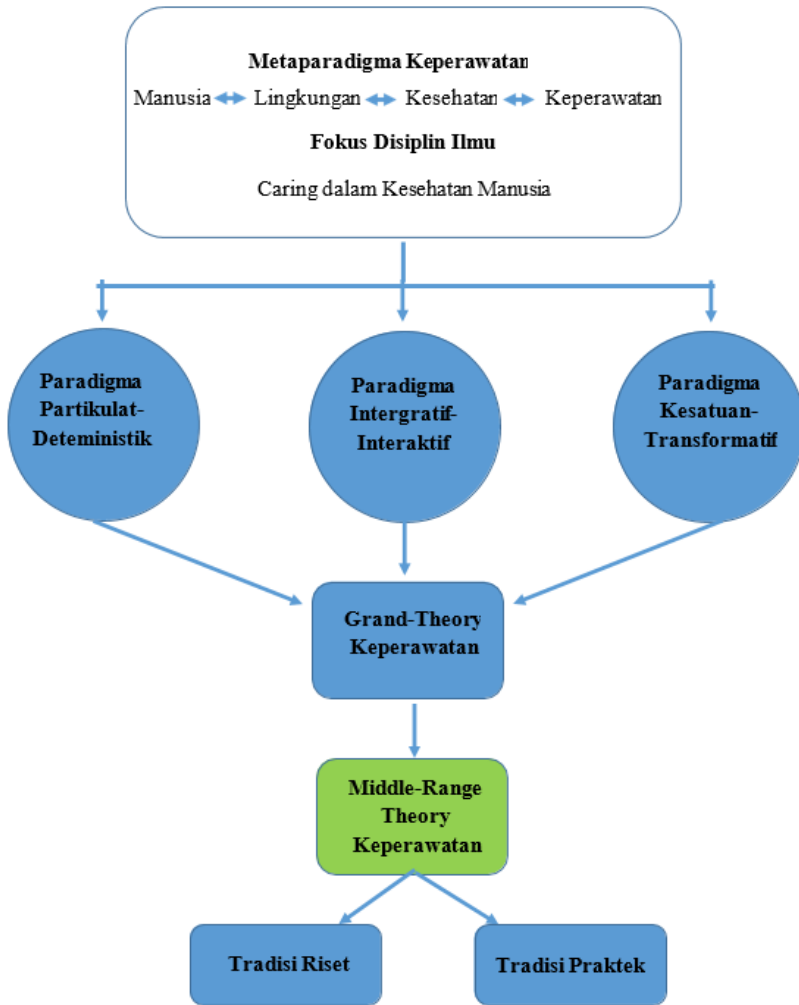 Metaparadigma Keperawatan
Manusia Lingkungan Kesehatan Keperawatan
Fokus Disiplin Ilmu
Caring dalam Kesehatan Manusia
Paradigma
Partikulat-
Deteministik
Paradigma
Intergratif-
Interaktif
Paradigma
Kesatuan-
Transformatif
Grand-Theory
Keperawatan
Middle-Range
Theory
Keperawatan
Tradisi Riset
Tradisi Praktek